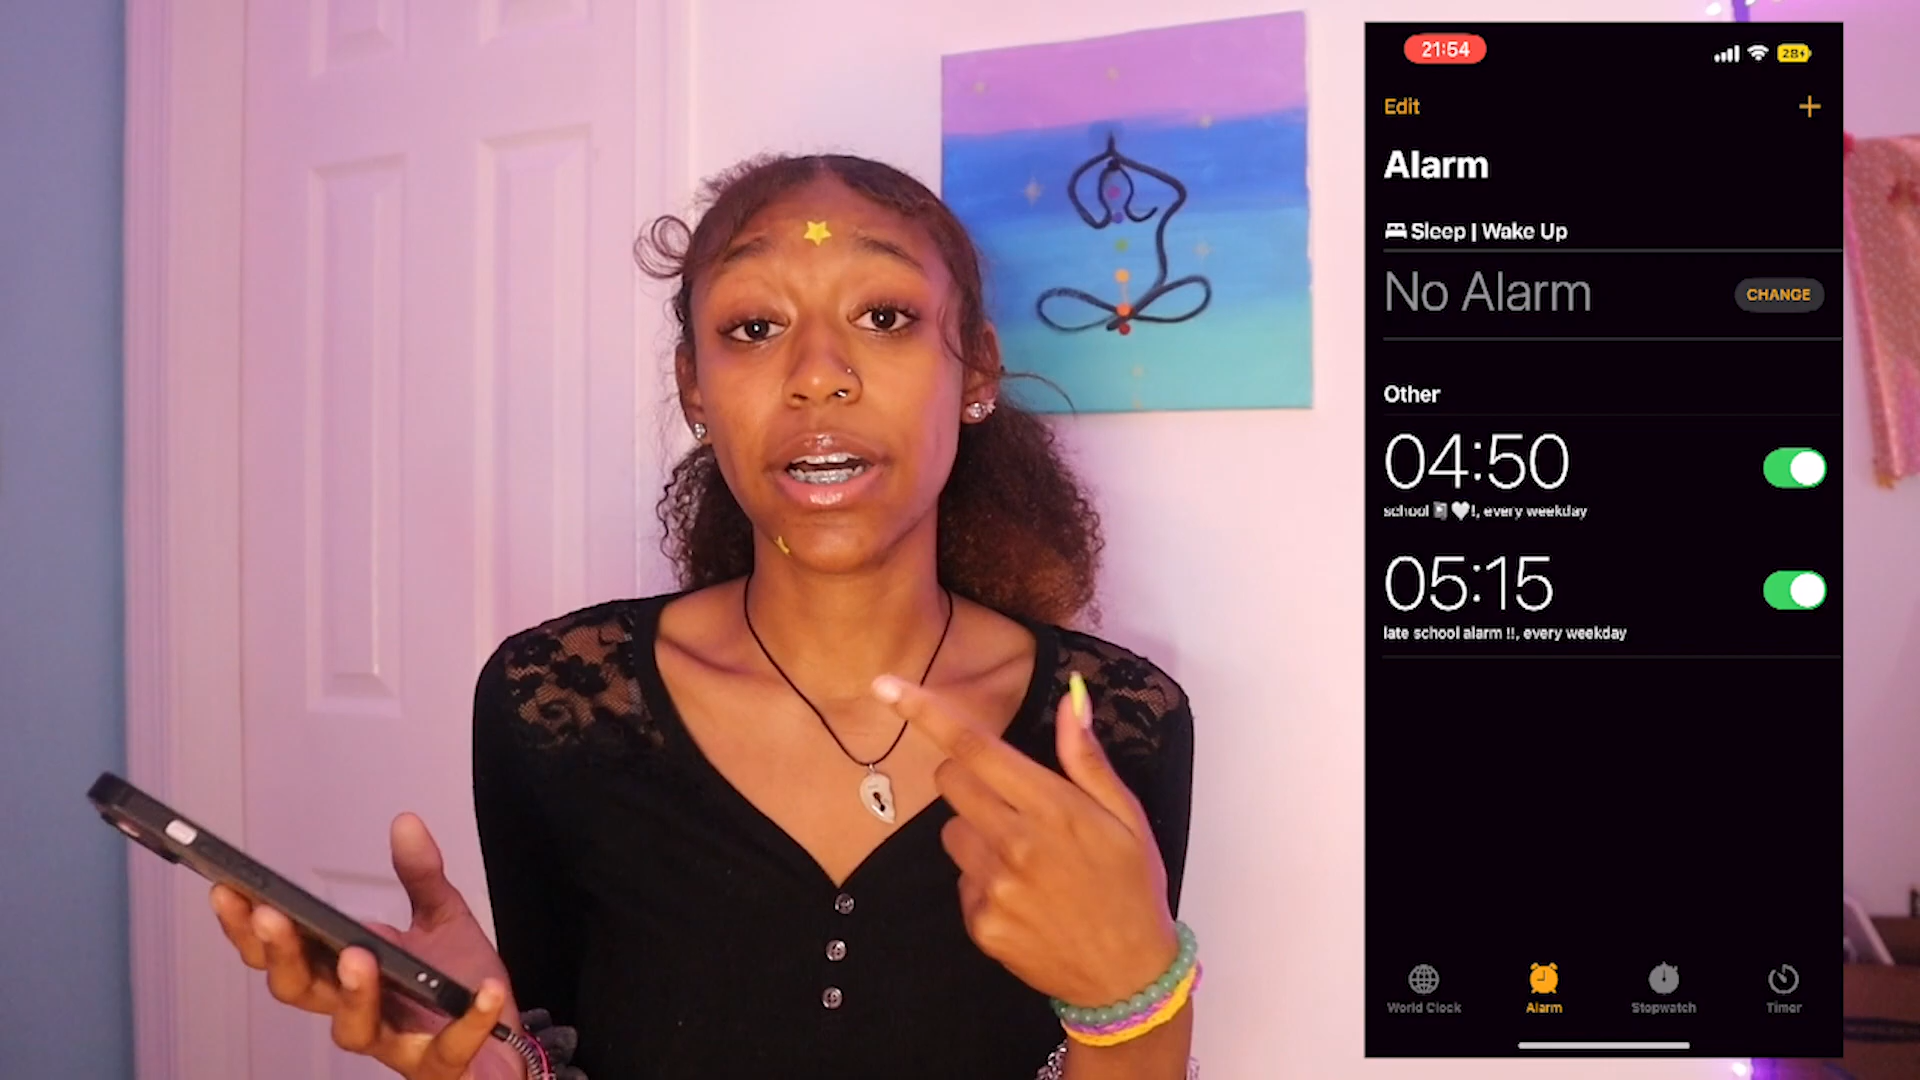 21:54
28
Edit
Alarm
Sleep | Wake Up
No Alarm
CHANGE
Other
04:50
school 📓🤍!, every weekday
05:15
late school alarm !!, every weekday
World Clock
Alarm
Stopwatch
Timer